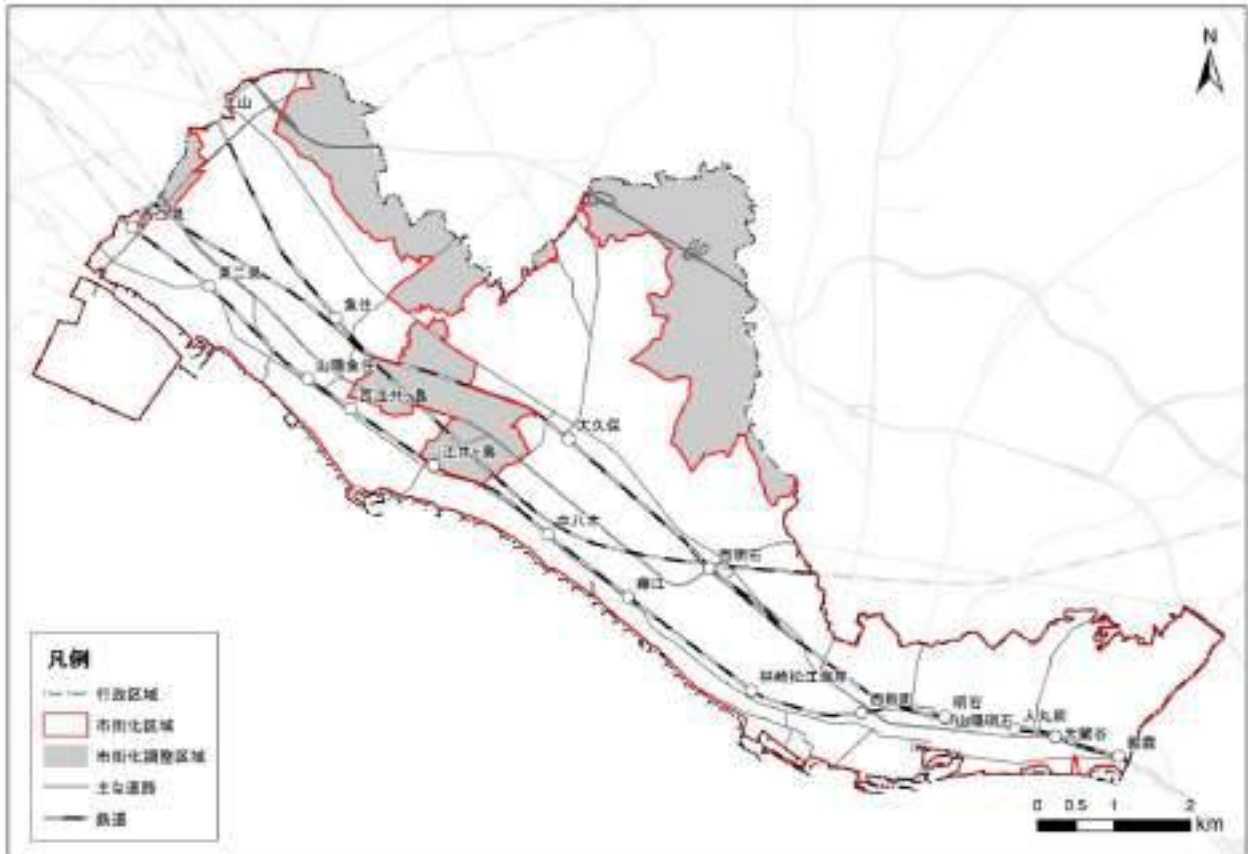 N
山
東二見
魚住
山陽魚住
西江井ヶ島
大久保
江井ヶ島
中八木
西明石
藤江
林崎松江海岸
西新町
明石
山陽明石
人丸前
大蔵谷
凡例
行政区域
市街化区域
市街化調整区域
主な道路
鉄道
0 0.5 1 2
km